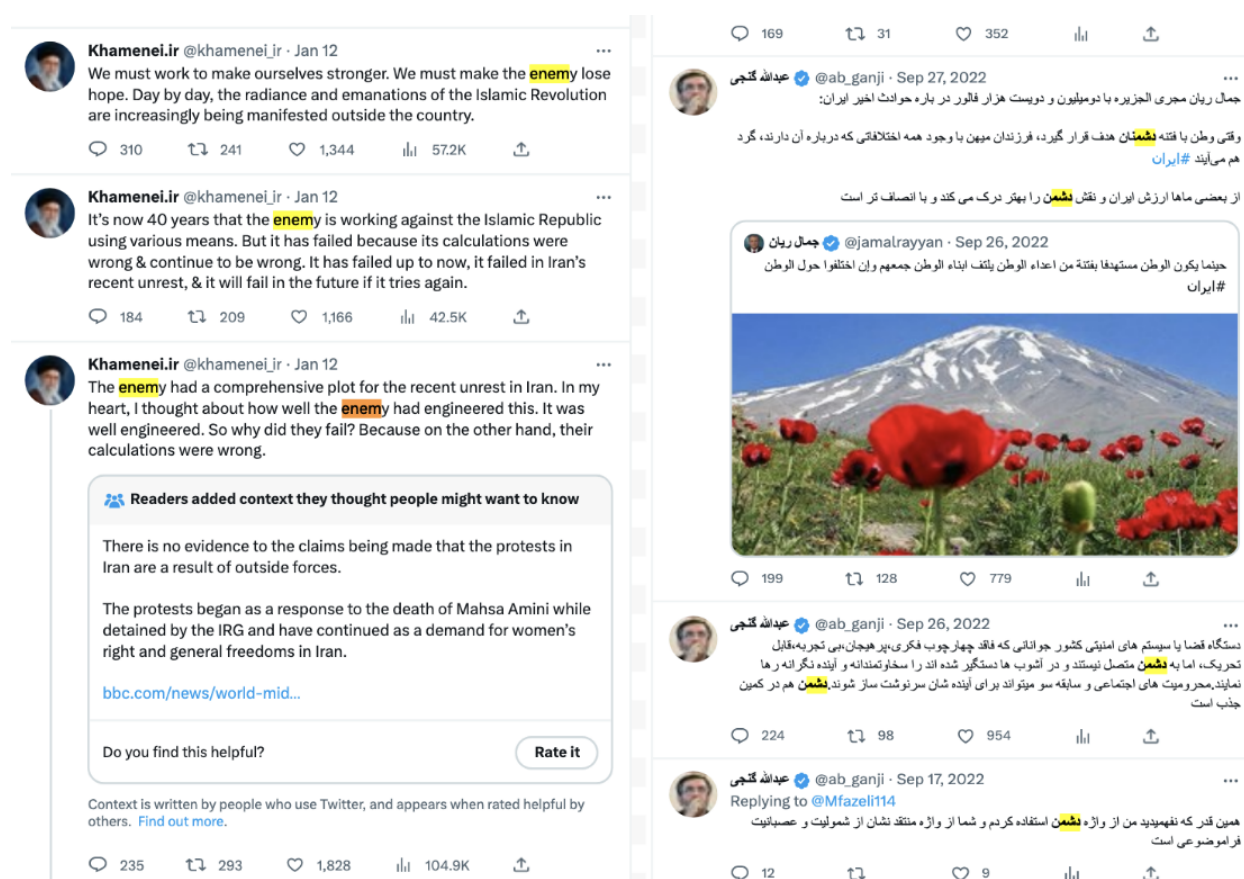 Khamenei.ir @khamenei_ir · Jan 12
We must work to make ourselves stronger. We must make the enemy lose
hope. Day by day, the radiance and emanations of the Islamic Revolution
are increasingly being manifested outside the country.
310 241 1,344 57.2K
Khamenei.ir @khamenei_ir · Jan 12
It's now 40 years that the enemy is working against the Islamic Republic
using various means. But it has failed because its calculations were
wrong & continue to be wrong. It has failed up to now, it failed in Iran's
recent unrest, & it will fail in the future if it tries again.
184 209 1,166 42.5K
Khamenei.ir @khamenei_ir · Jan 12
The enemy had a comprehensive plot for the recent unrest in Iran. In my
heart, I thought about how well the enemy had engineered this. It was
well engineered. So why did they fail? Because on the other hand, their
calculations were wrong.
Readers added context they thought people might want to know
There is no evidence to the claims being made that the protests in
Iran are a result of outside forces.
The protests began as a response to the death of Mahsa Amini while
detained by the IRG and have continued as a demand for women's
right and general freedoms in Iran.
bbc.com/news/world-mid...
Do you find this helpful? Rate it
Context is written by people who use Twitter, and appears when rated helpful by
others. Find out more.
235 293 1,828 104.9K
169 31 352
عبدالله گنجی @ab_ganji · Sep 27, 2022
جمال ریان مجری الجزیره با دومیلیون و دویست هزار فالور در باره حوادث اخیر ایران:
وقتی وطن با فتنه دشمنان هدف قرار گیرد، فرزندان میهن با وجود همه اختلافاتی که درباره آن دارند، گرد
هم می‌آیند #ایران
از بعضی ماها ارزش ایران و نقش دشمن را بهتر درک می کند و با انصاف تر است
جمال ريان @jamalrayyan · Sep 26, 2022
حينما يكون الوطن مستهدفا بفتنة من اعداء الوطن يلتف ابناء الوطن جمعهم وإن اختلفوا حول الوطن
#ايران
199 128 779
عبدالله گنجی @ab_ganji · Sep 26, 2022
دستگاه قضا یا سیستم های امنیتی کشور جوانانی که فاقد چهارچوب فکری،پرهیجان،بی تجربه،قابل
تحریک، اما به دشمن متصل نیستند و در آشوب ها دستگیر شده اند را سخاوتمندانه و آینده نگرانه رها
نمایند.محرومیت های اجتماعی و سابقه سو میتواند برای آینده شان سرنوشت ساز شوند.دشمن هم در کمین
جذب است
224 98 954
عبدالله گنجی @ab_ganji · Sep 17, 2022
Replying to @Mfazeli114
همین قدر که نفهمیدید من از واژه دشمن استفاده کردم و شما از واژه منتقد نشان از شمولیت و عصبانیت
فراموضوعی است
12 9